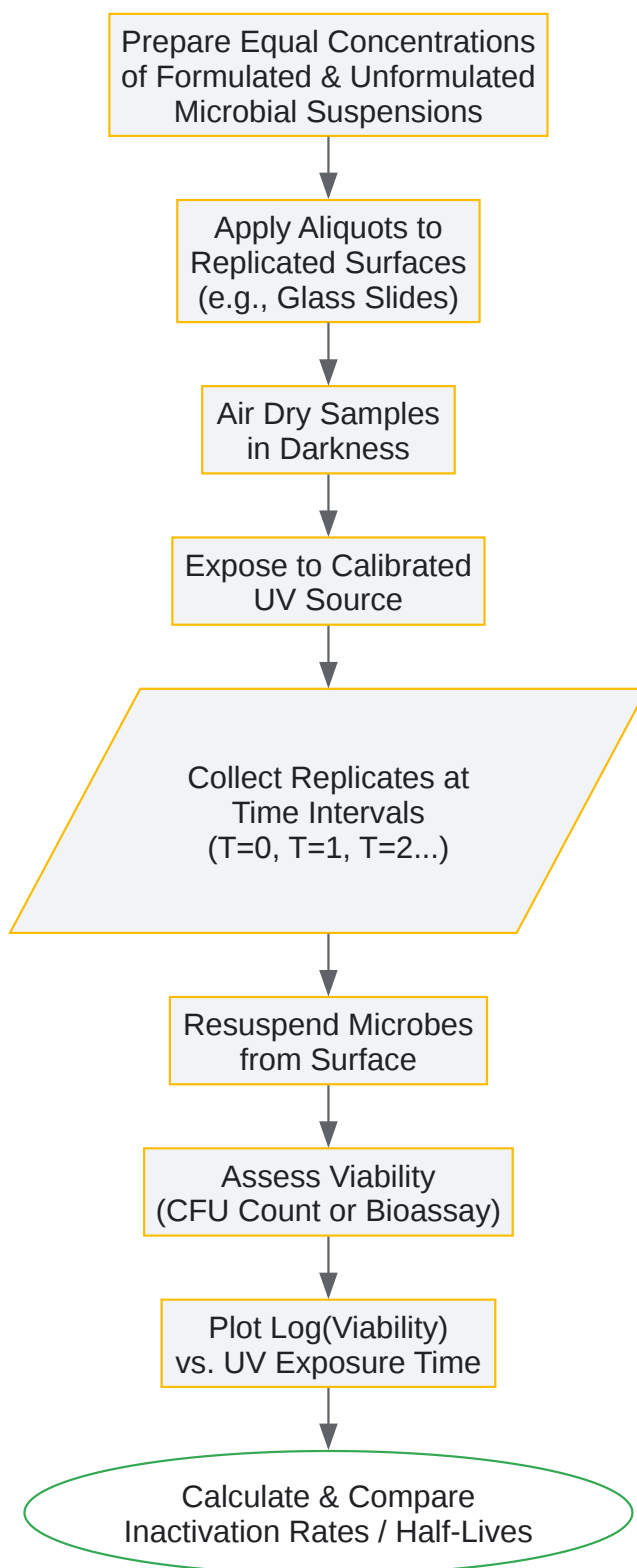 Prepare Equal Concentrations
of Formulated & Unformulated
Microbial Suspensions
Apply Aliquots to
Replicated Surfaces
(e.g., Glass Slides)
Air Dry Samples
in Darkness
Expose to Calibrated
UV Source
Collect Replicates at
Time Intervals
(T=0, T=1, T=2...)
Resuspend Microbes
from Surface
Assess Viability
(CFU Count or Bioassay)
Plot Log(Viability)
vs. UV Exposure Time
Calculate & Compare
Inactivation Rates / Half-Lives